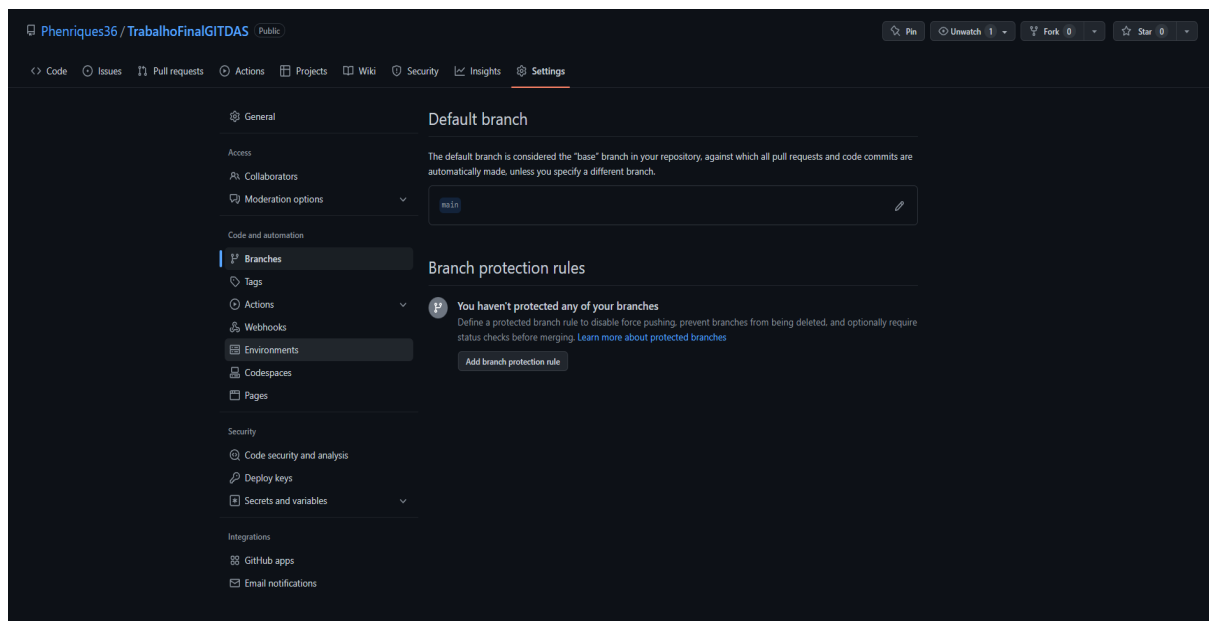 Phenriques36 / TrabalhoFinalGITDAS Public
Pin Unwatch 1 Fork 0 Star 0
Code Issues Pull requests Actions Projects Wiki Security Insights Settings
General
Access
Collaborators
Moderation options
Code and automation
Branches
Tags
Actions
Webhooks
Environments
Codespaces
Pages
Security
Code security and analysis
Deploy keys
Secrets and variables
Integrations
GitHub apps
Email notifications
Default branch
The default branch is considered the "base" branch in your repository, against which all pull requests and code commits are
automatically made, unless you specify a different branch.
main
Branch protection rules
You haven't protected any of your branches
Define a protected branch rule to disable force pushing, prevent branches from being deleted, and optionally require
status checks before merging. Learn more about protected branches
Add branch protection rule